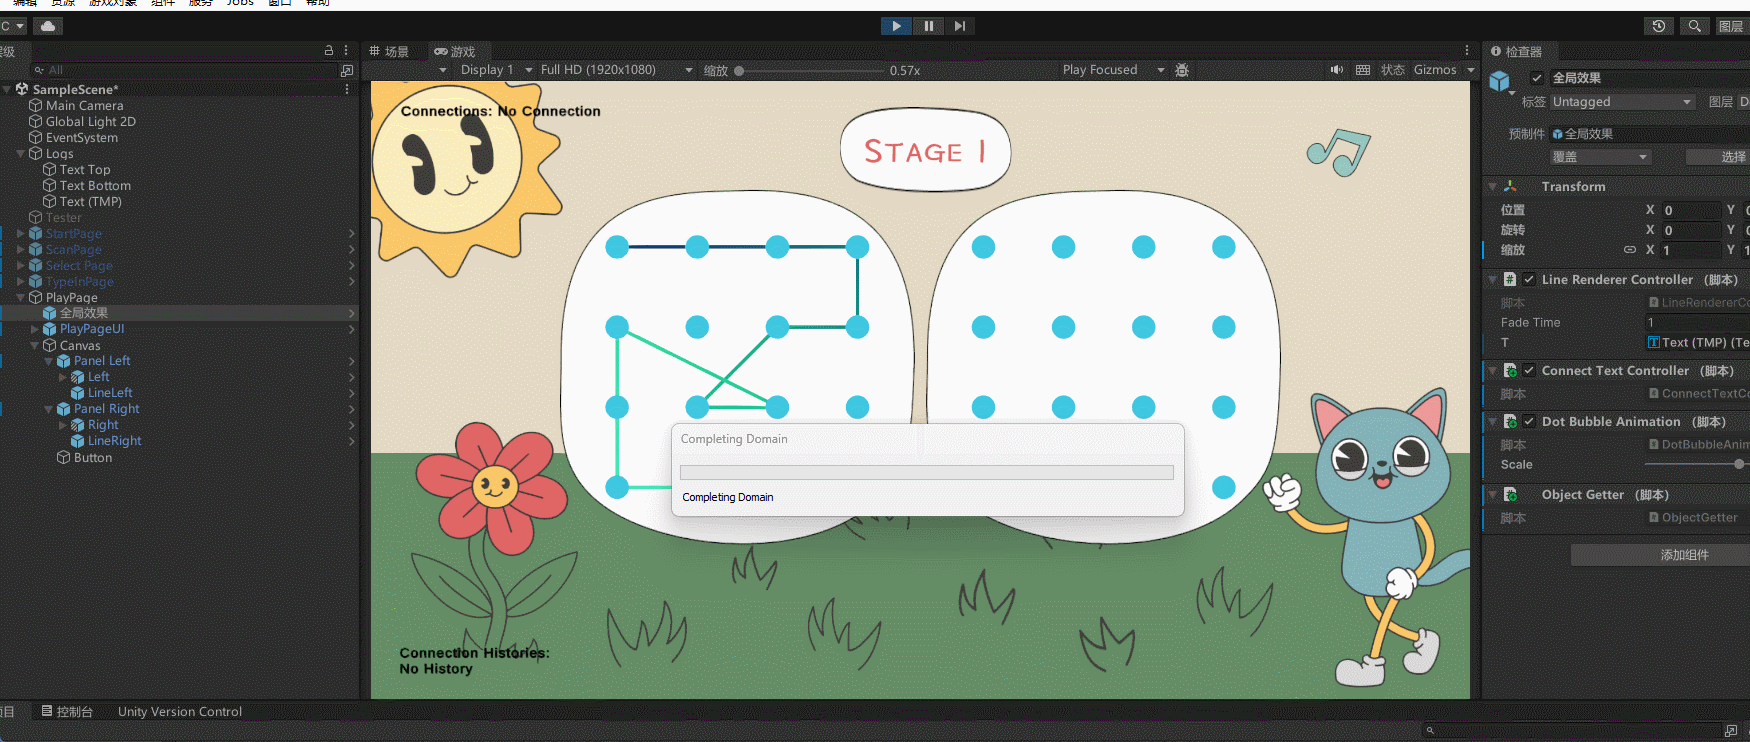 编辑 资源 游戏对象 组件 服务 Jobs 窗口 帮助
C
图层
层级
场景 游戏
检查器
All
Display 1 Full HD (1920x1080) 缩放 0.57x Play Focused 状态 Gizmos
全局效果
SampleScene*
Main Camera
Global Light 2D
EventSystem
Logs
Text Top
Text Bottom
Text (TMP)
Tester
StartPage
ScanPage
Select Page
TypeInPage
PlayPage
全局效果
PlayPageUI
Canvas
Panel Left
Left
LineLeft
Panel Right
Right
LineRight
Button
Connections: No Connection
STAGE 1
Completing Domain
Completing Domain
Connection Histories:
No History
标签 Untagged 图层 D
预制件 全局效果
覆盖 选择
Transform
位置 X 0 Y 0
旋转 X 0 Y 0
缩放 X 1 Y 1
Line Renderer Controller （脚本）
脚本 LineRendererCo
Fade Time 1
T Text (TMP) (Te
Connect Text Controller （脚本）
脚本 ConnectTextCo
Dot Bubble Animation （脚本）
脚本 DotBubbleAnim
Scale
Object Getter （脚本）
脚本 ObjectGetter
添加组件
项目 控制台 Unity Version Control